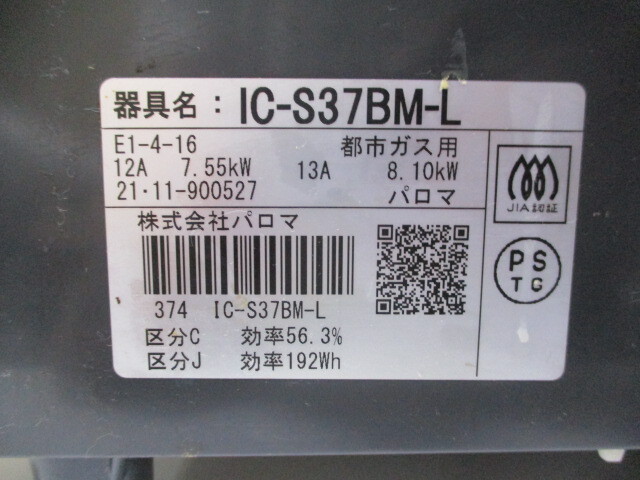 器具名：IC-S37BM-L
E1-4-16 都市ガス用
12A 7.55kW 13A 8.10kW
21・11-900527 パロマ
株式会社パロマ
374 IC-S37BM-L
区分C 効率56.3%
区分J 効率192Wh
JIA認証
PS
TG